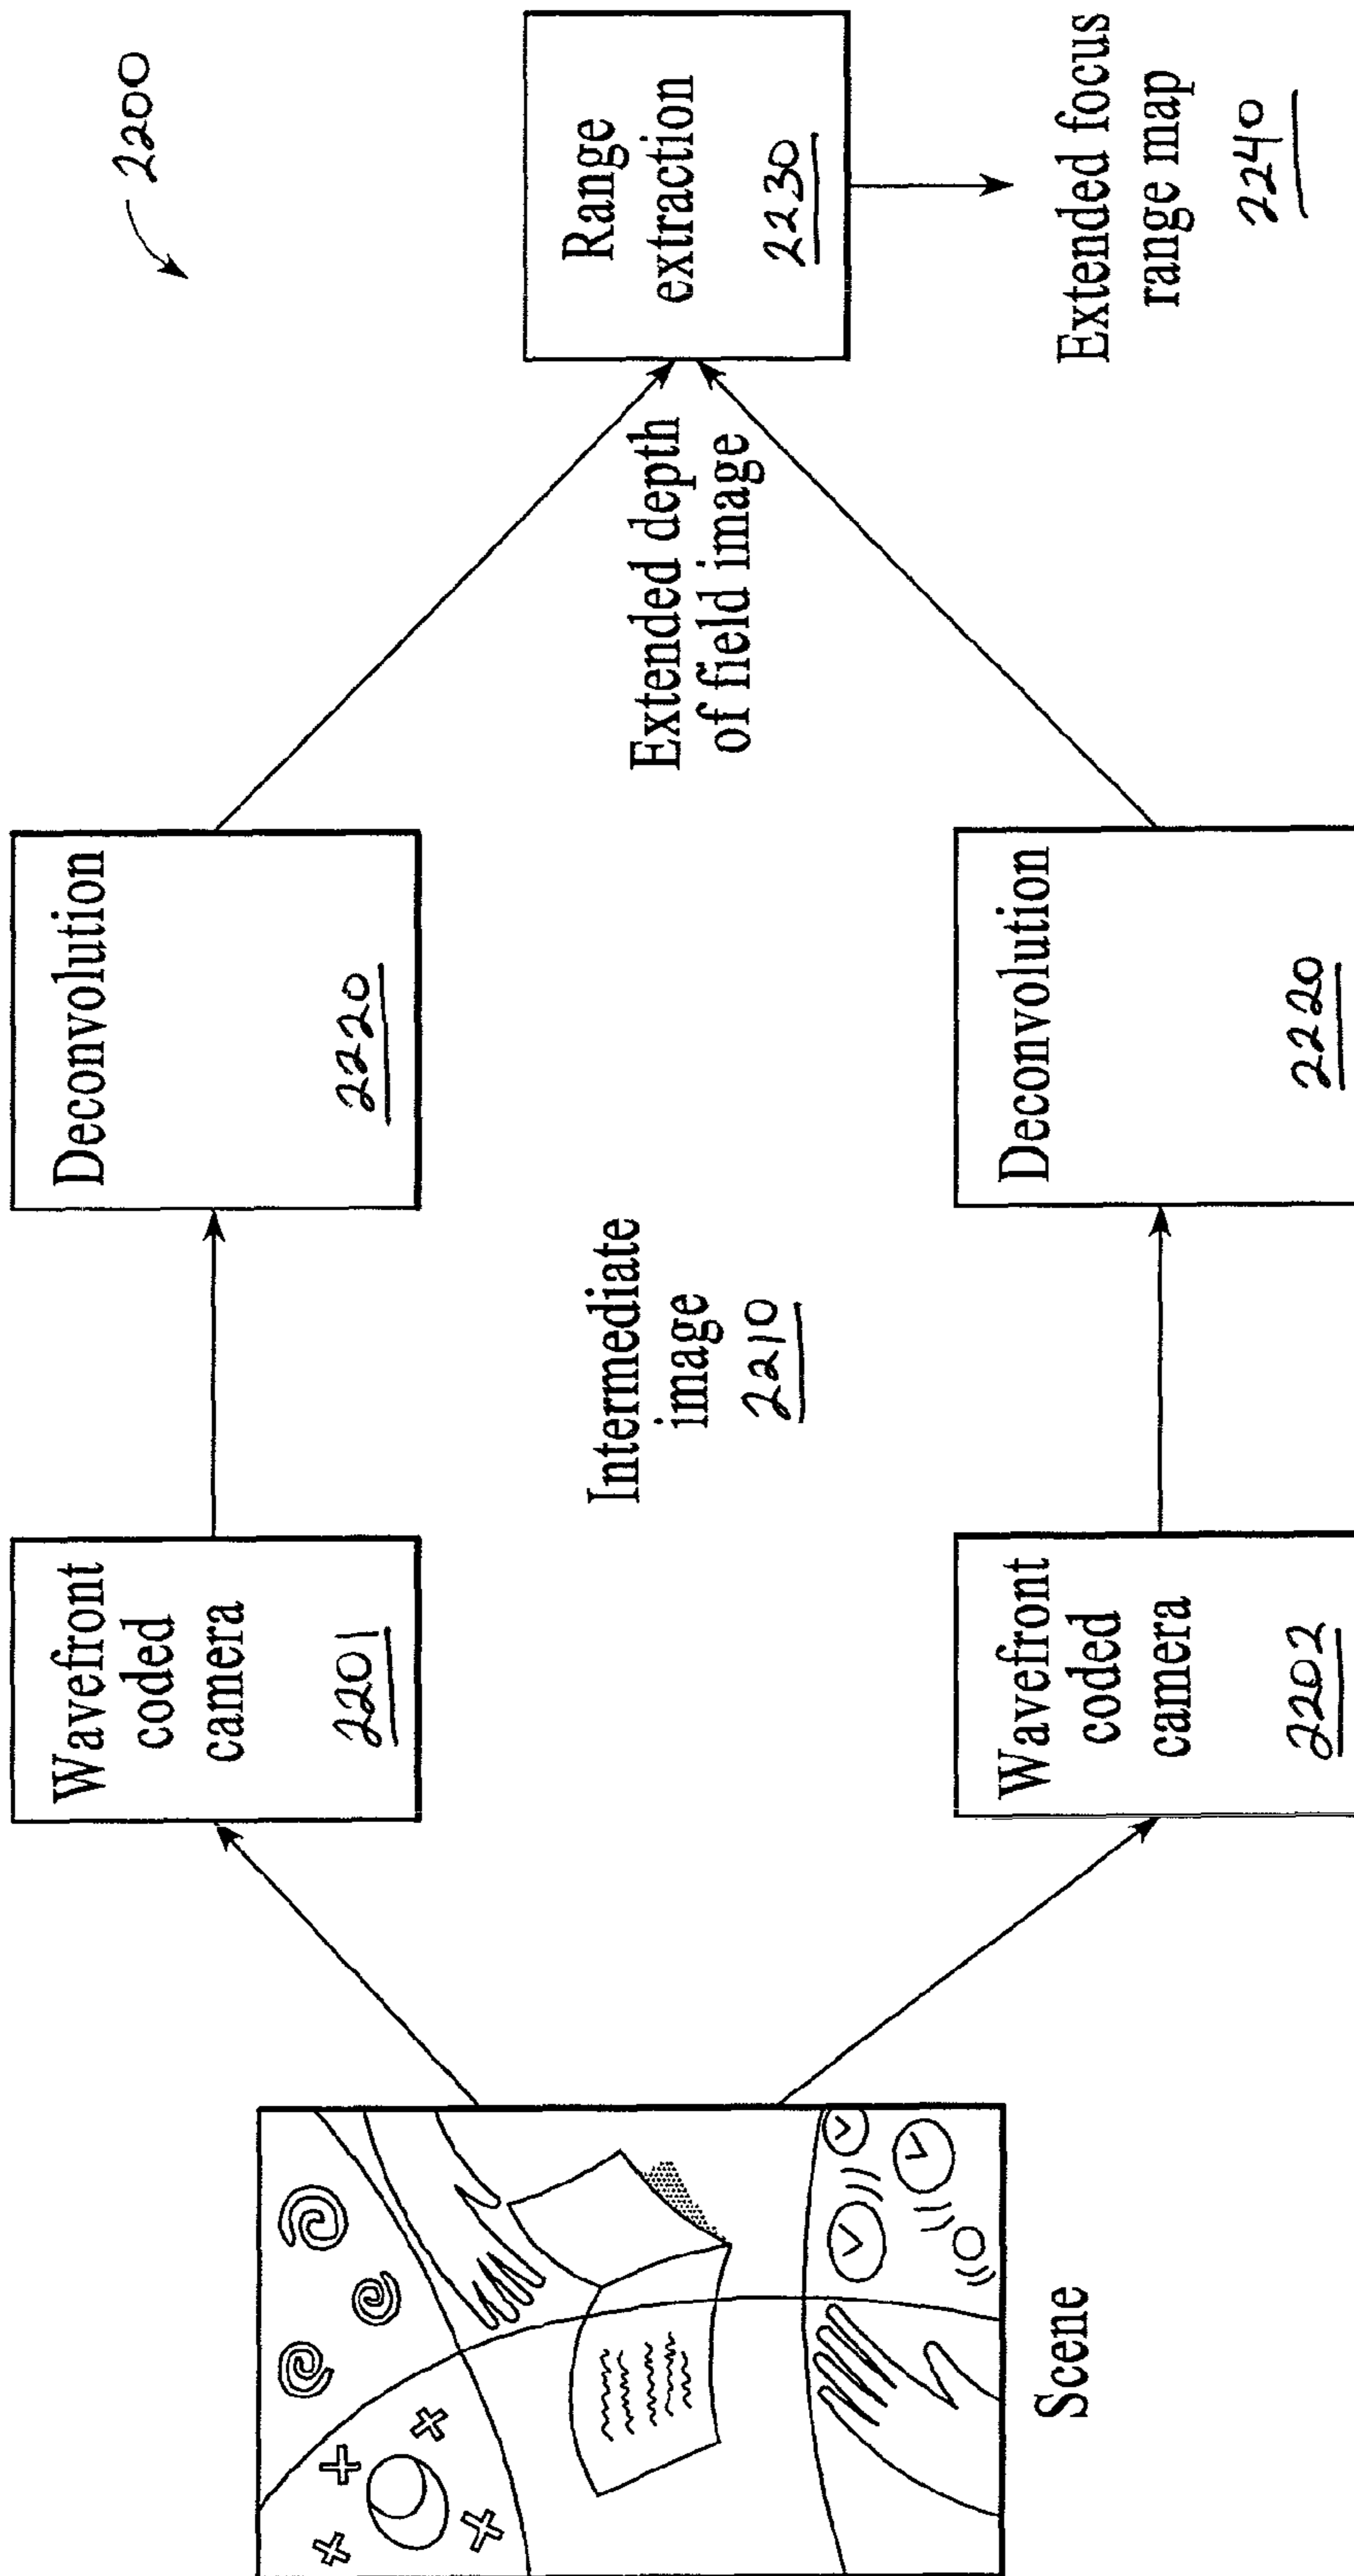 2200
Wavefront
coded
camera
2201
Deconvolution
2220
Scene
Intermediate
image
2210
Extended depth
of field image
Range
extraction
2230
Extended focus
range map
2240
Wavefront
coded
camera
2202
Deconvolution
2220